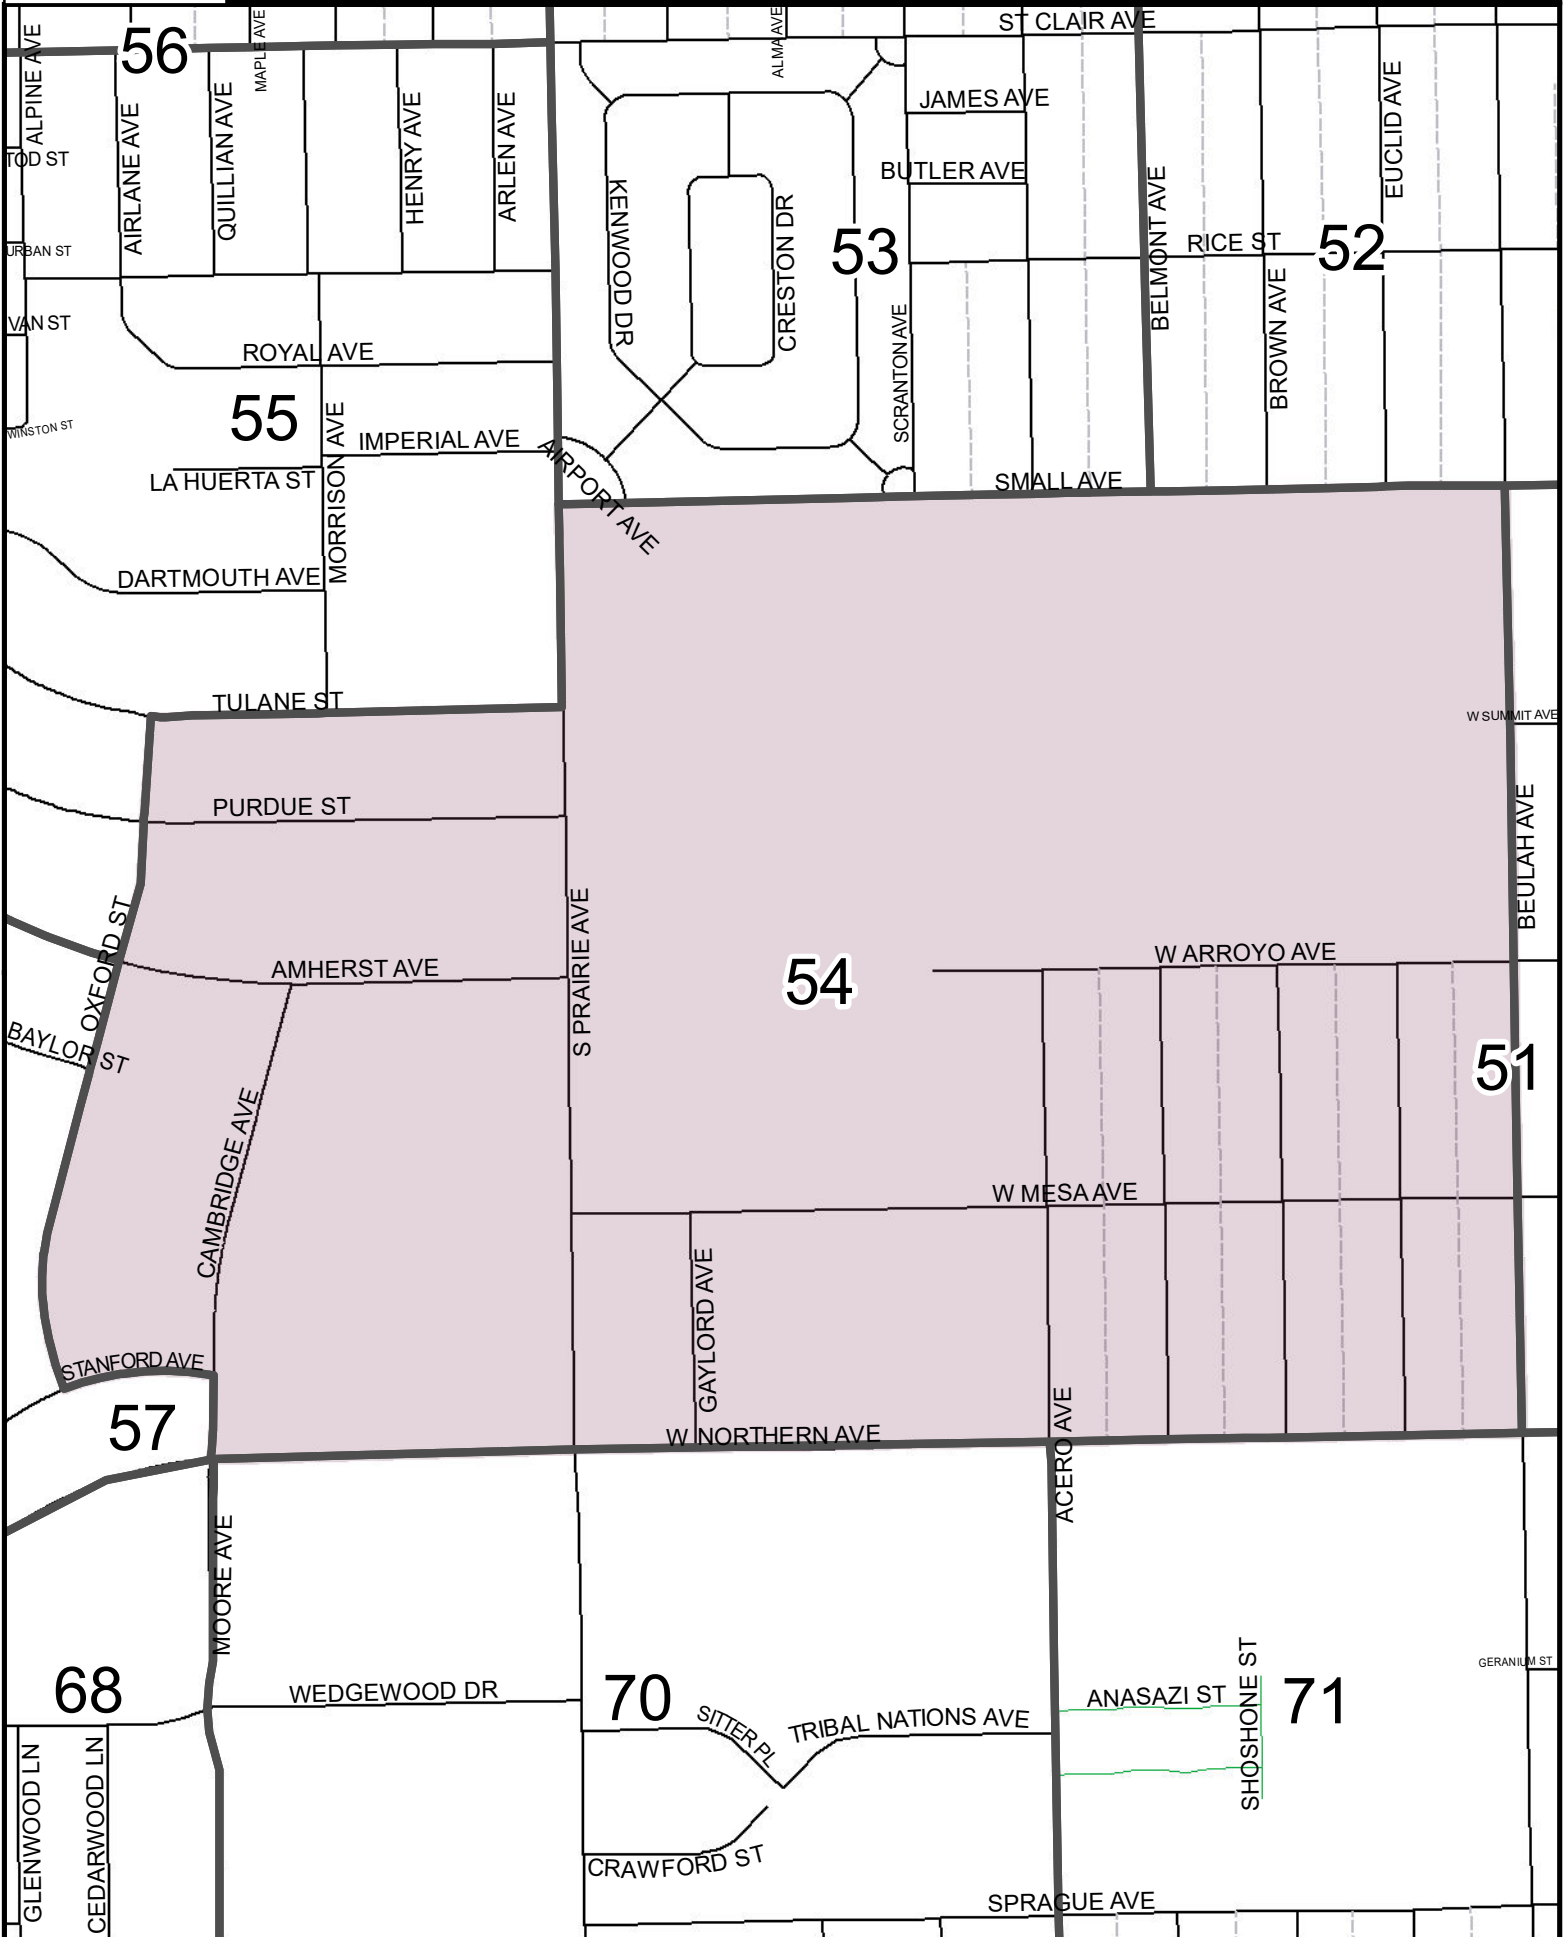 ST CLAIR AVE
56
ALPINE AVE
MAPLE AVE
ALMA AVE
JAMES AVE
EUCLID AVE
AIRLANE AVE
QUILLIAN AVE
HENRY AVE
ARLEN AVE
TOD ST
BUTLER AVE
KENWOOD DR
CRESTON DR
BELMONT AVE
URBAN ST
53
RICE ST
52
VAN ST
ROYAL AVE
SCRANTON AVE
BROWN AVE
55
WINSTON ST
MORRISON AVE
IMPERIAL AVE
AIRPORT AVE
LA HUERTA ST
SMALL AVE
DARTMOUTH AVE
TULANE ST
W SUMMIT AVE
PURDUE ST
BEULAH AVE
OXFORD ST
S PRAIRIE AVE
AMHERST AVE
W ARROYO AVE
54
BAYLOR ST
51
CAMBRIDGE AVE
W MESA AVE
GAYLORD AVE
STANFORD AVE
57
W NORTHERN AVE
ACERO AVE
MOORE AVE
68
WEDGEWOOD DR
70
SITTER PL
TRIBAL NATIONS AVE
ANASAZI ST
SHOSHONE ST
71
GERANIUM ST
GLENWOOD LN
CEDARWOOD LN
CRAWFORD ST
SPRAGUE AVE